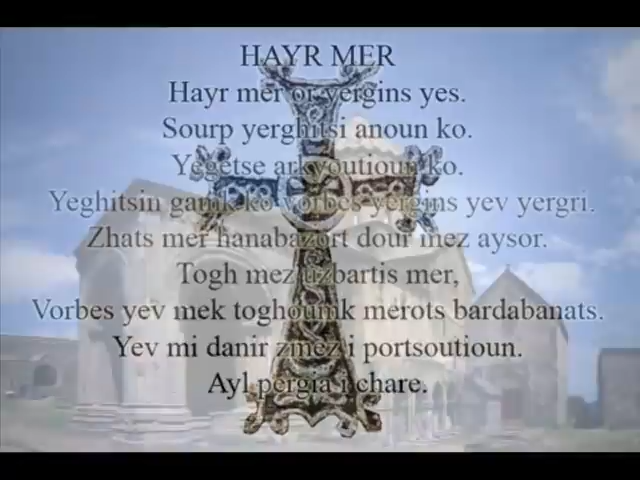 HAYR MER
Hayr mer or yergins yes.
Sourp yerghitsi anoun ko.
Yegetse arkyoutioun ko.
Yeghitsin gamk ko vorbes yergins yev yergri.
Zhats mer hanabazort dour mez aysor.
Togh mez uzbartis mer,
Vorbes yev mek toghounk merots bardabanats.
Yev mi danir zmez i portsoutioun.
Ayl pergia i chare.